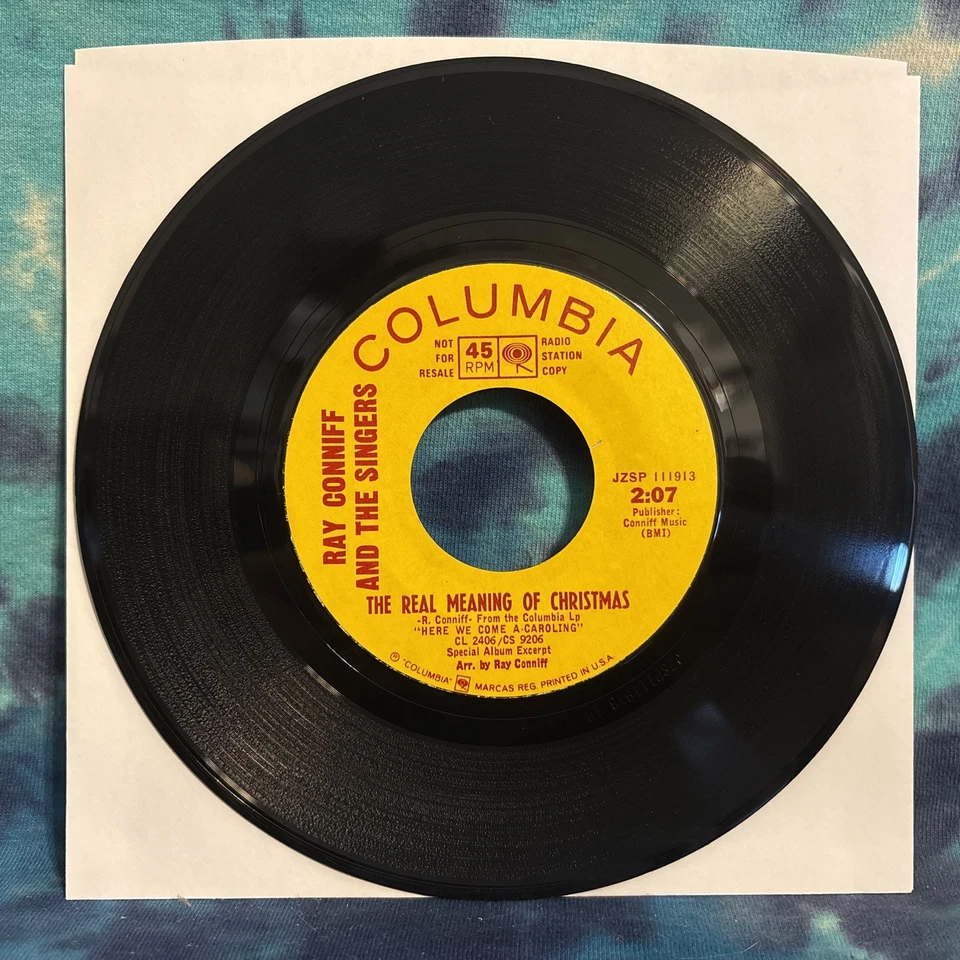 COLUMBIA
NOT
FOR
RESALE
45
RPM
RADIO
STATION
COPY
RAY CONNIFF
AND THE SINGERS
JZSP 111913
2:07
Publisher:
Conniff Music
(BMI)
THE REAL MEANING OF CHRISTMAS
-R. Conniff- From the Columbia Lp
"HERE WE COME A-CAROLING"
CL 2406/CS 9206
Special Album Excerpt
Arr. by Ray Conniff
® "COLUMBIA" MARCAS REG. PRINTED IN U.S.A.